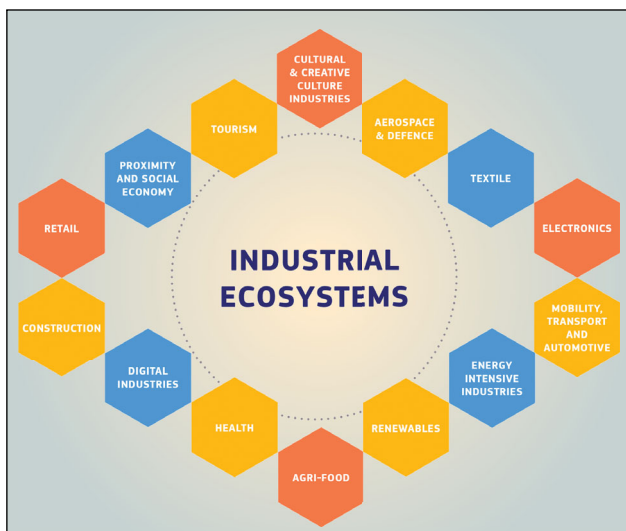 CULTURAL
& CREATIVE
CULTURE
INDUSTRIES
TOURISM
AEROSPACE
& DEFENCE
PROXIMITY
AND SOCIAL
ECONOMY
TEXTILE
RETAIL
ELECTRONICS
INDUSTRIAL
ECOSYSTEMS
CONSTRUCTION
MOBILITY,
TRANSPORT
AND
AUTOMOTIVE
DIGITAL
INDUSTRIES
ENERGY
INTENSIVE
INDUSTRIES
HEALTH
RENEWABLES
AGRI-FOOD